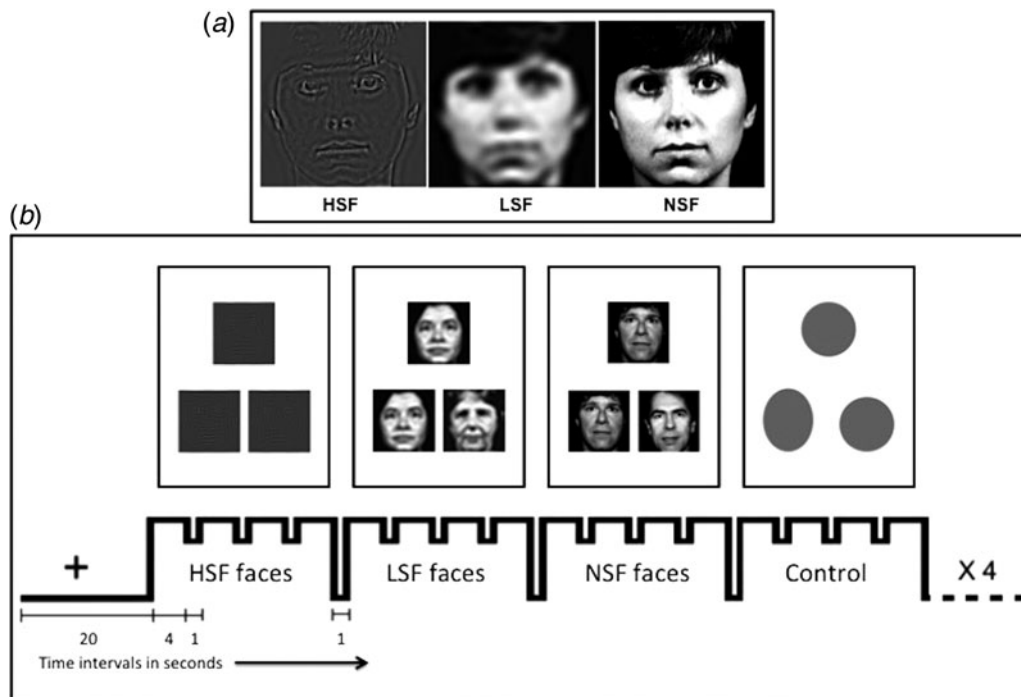 (a)
HSF LSF NSF
(b)
+ HSF faces LSF faces NSF faces Control X 4
20 4 1 1
Time intervals in seconds